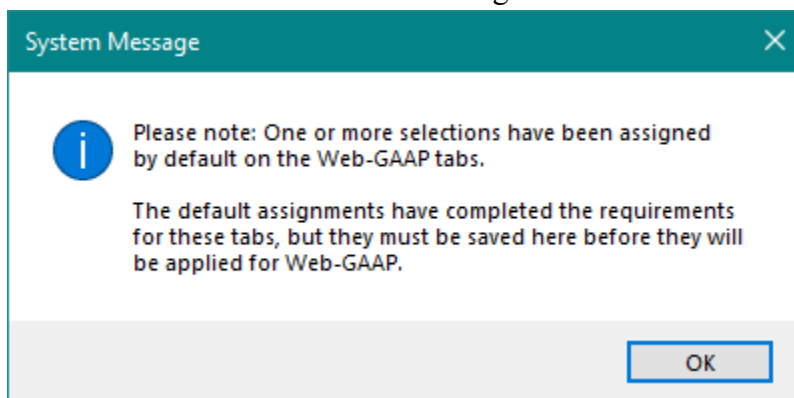 System Message
Please note: One or more selections have been assigned
by default on the Web-GAAP tabs.
The default assignments have completed the requirements
for these tabs, but they must be saved here before they will
be applied for Web-GAAP.
OK